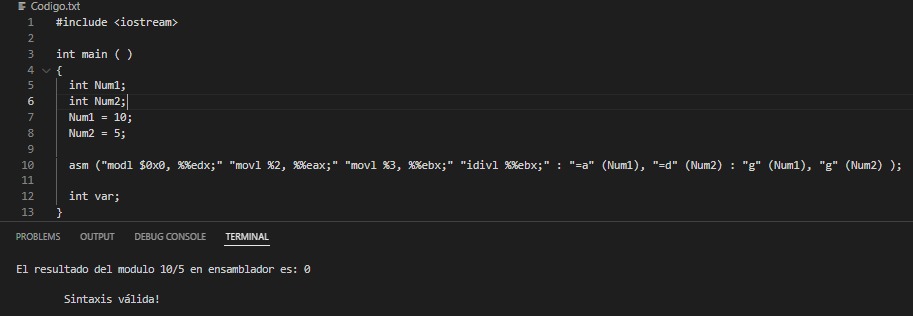 Codigo.txt
1 #include <iostream>
2
3 int main ( )
4 {
5 int Num1;
6 int Num2;
7 Num1 = 10;
8 Num2 = 5;
9
10 asm ("modl $0x0, %%edx;" "movl %2, %%eax;" "movl %3, %%ebx;" "idivl %%ebx;" : "=a" (Num1), "=d" (Num2) : "g" (Num1), "g" (Num2) );
11
12 int var;
13 }
PROBLEMS OUTPUT DEBUG CONSOLE TERMINAL
El resultado del modulo 10/5 en ensamblador es: 0
Sintaxis válida!